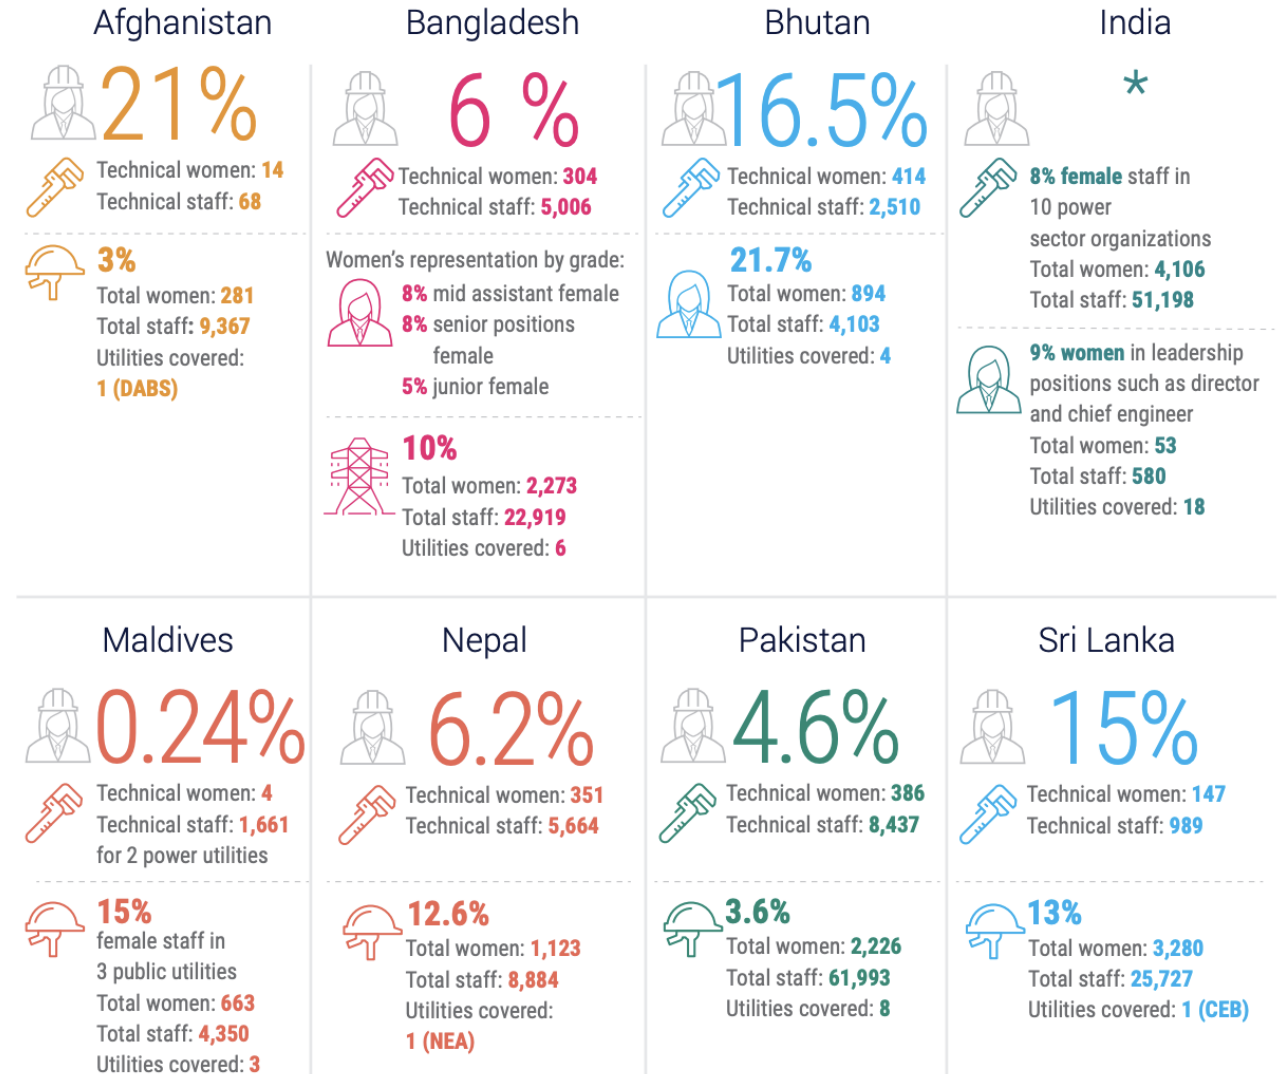 Afghanistan
21%
Technical women: 14
Technical staff: 68
3%
Total women: 281
Total staff: 9,367
Utilities covered:
1 (DABS)
Bangladesh
6 %
Technical women: 304
Technical staff: 5,006
Women's representation by grade:
8% mid assistant female
8% senior positions
female
5% junior female
10%
Total women: 2,273
Total staff: 22,919
Utilities covered: 6
Bhutan
16.5%
Technical women: 414
Technical staff: 2,510
21.7%
Total women: 894
Total staff: 4,103
Utilities covered: 4
India
*
8% female staff in
10 power
sector organizations
Total women: 4,106
Total staff: 51,198
9% women in leadership
positions such as director
and chief engineer
Total women: 53
Total staff: 580
Utilities covered: 18
Maldives
0.24%
Technical women: 4
Technical staff: 1,661
for 2 power utilities
15%
female staff in
3 public utilities
Total women: 663
Total staff: 4,350
Utilities covered: 3
Nepal
6.2%
Technical women: 351
Technical staff: 5,664
12.6%
Total women: 1,123
Total staff: 8,884
Utilities covered:
1 (NEA)
Pakistan
4.6%
Technical women: 386
Technical staff: 8,437
3.6%
Total women: 2,226
Total staff: 61,993
Utilities covered: 8
Sri Lanka
15%
Technical women: 147
Technical staff: 989
13%
Total women: 3,280
Total staff: 25,727
Utilities covered: 1 (CEB)